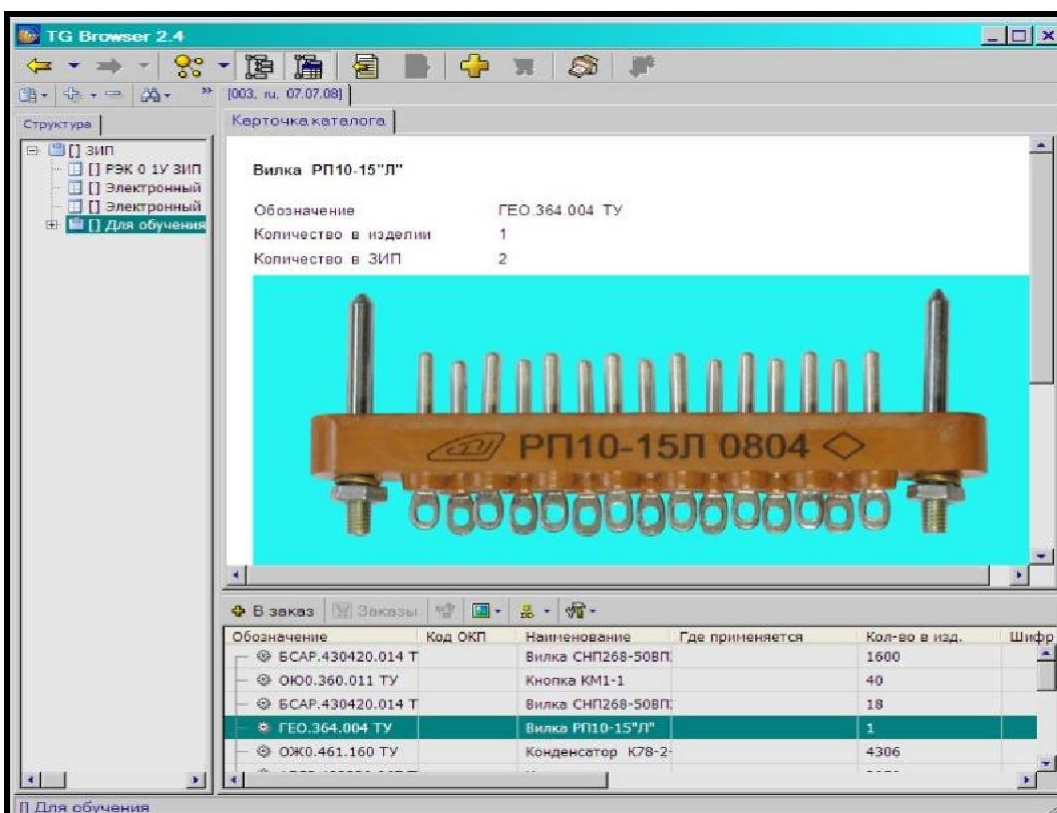 TG Browser 2.4
[003, ru, 07.07.08]
Структура
Карточка каталога
[] ЗИП
[] РЭК 0 1У ЗИП
[] Электронный
[] Электронный
[] Для обучения
Вилка РП10-15"Л"
Обозначение ГЕО.364.004 ТУ
Количество в изделии 1
Количество в ЗИП 2
РП10-15Л 0804
В заказ Заказы
Обозначение Код ОКП Наименование Где применяется Кол-во в изд. Шифр
БСАР.430420.014 Т Вилка СНП268-50ВП 1600
ОЮ0.360.011 ТУ Кнопка КМ1-1 40
БСАР.430420.014 Т Вилка СНП268-50ВП 18
ГЕО.364.004 ТУ Вилка РП10-15"Л" 1
ОЖ0.461.160 ТУ Конденсатор К78-2- 4306
[] Для обучения